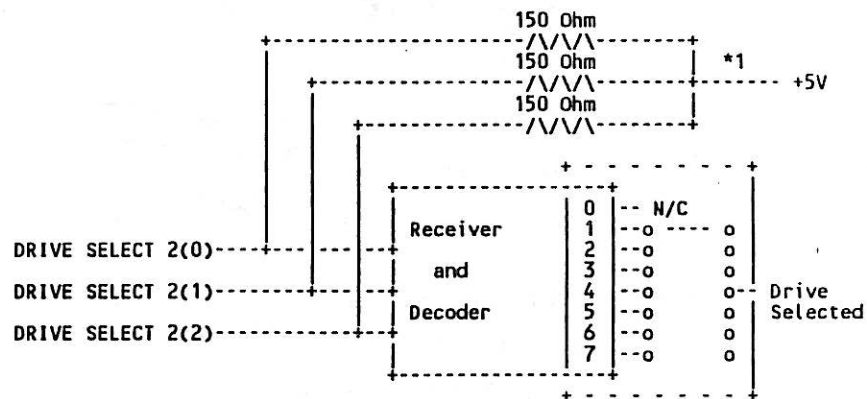 150 Ohm
150 Ohm
*1
+5V
150 Ohm
0 -- N/C
Receiver
1 --o ---- o
DRIVE SELECT 2(0)
2 --o o
and
3 --o o
DRIVE SELECT 2(1)
4 --o o-- Drive
Decoder
5 --o o Selected
DRIVE SELECT 2(2)
6 --o o
7 --o o